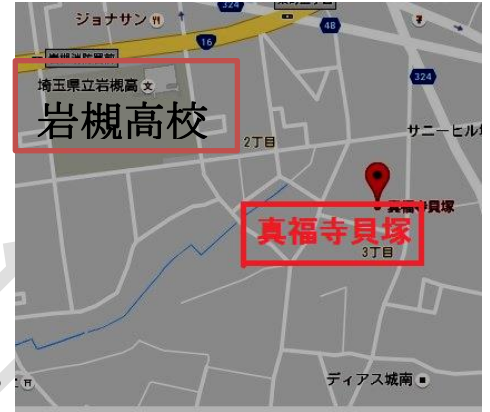 ジョナサン
324
48
16
324
埼玉県立岩槻高
文
岩槻高校
サニーヒル
2丁目
真福寺貝塚
真福寺貝塚
3丁目
ディアス城南